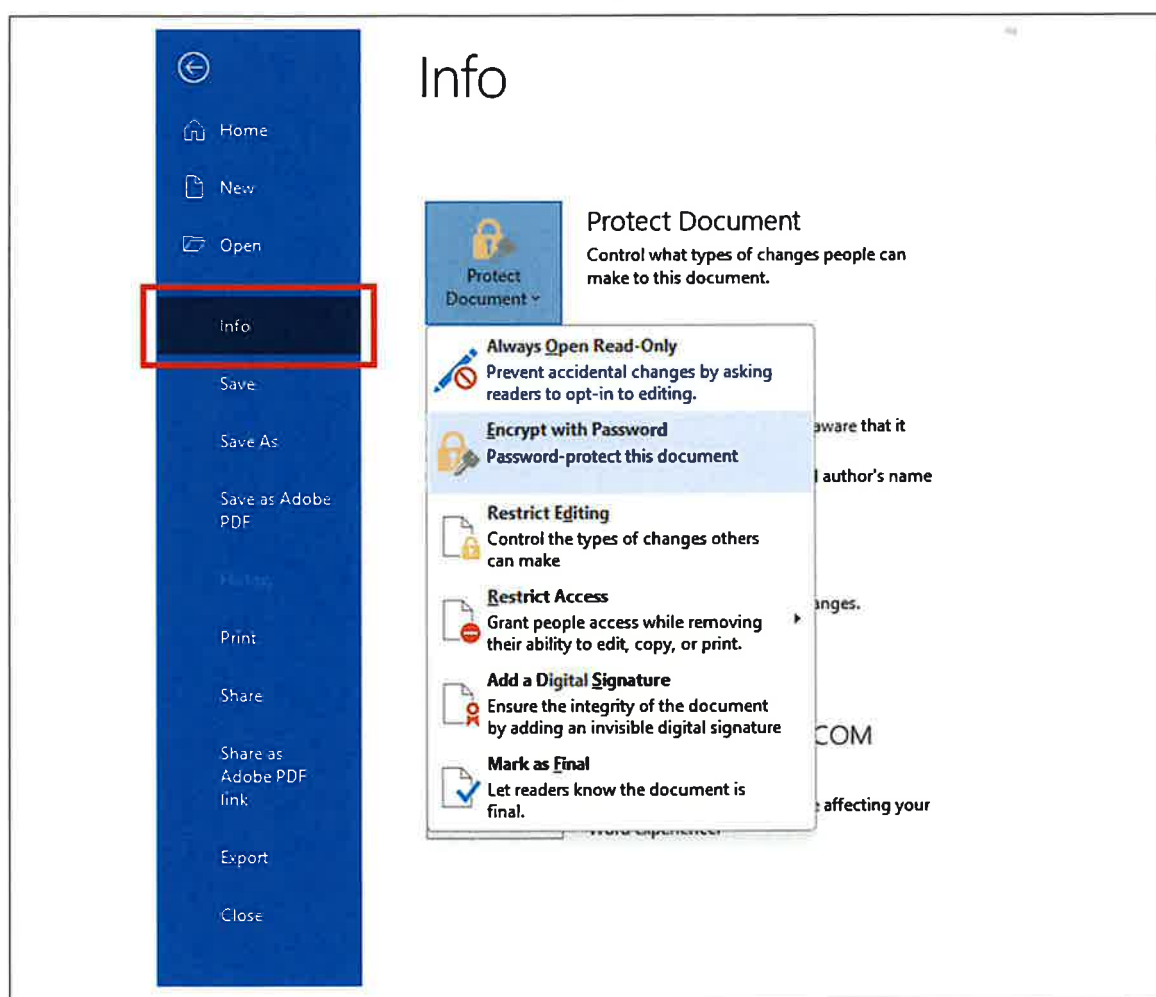 Info
Home
New
Open
Info
Save
Save As
Save as Adobe
PDF
History
Print
Share
Share as
Adobe PDF
link
Export
Close
Protect
Document
Protect Document
Control what types of changes people can
make to this document.
Always Open Read-Only
Prevent accidental changes by asking
readers to opt-in to editing.
Encrypt with Password
Password-protect this document
Restrict Editing
Control the types of changes others
can make
Restrict Access
Grant people access while removing
their ability to edit, copy, or print.
Add a Digital Signature
Ensure the integrity of the document
by adding an invisible digital signature
Mark as Final
Let readers know the document is
final.
aware that it
author's name
anges.
COM
affecting your
Word experience.